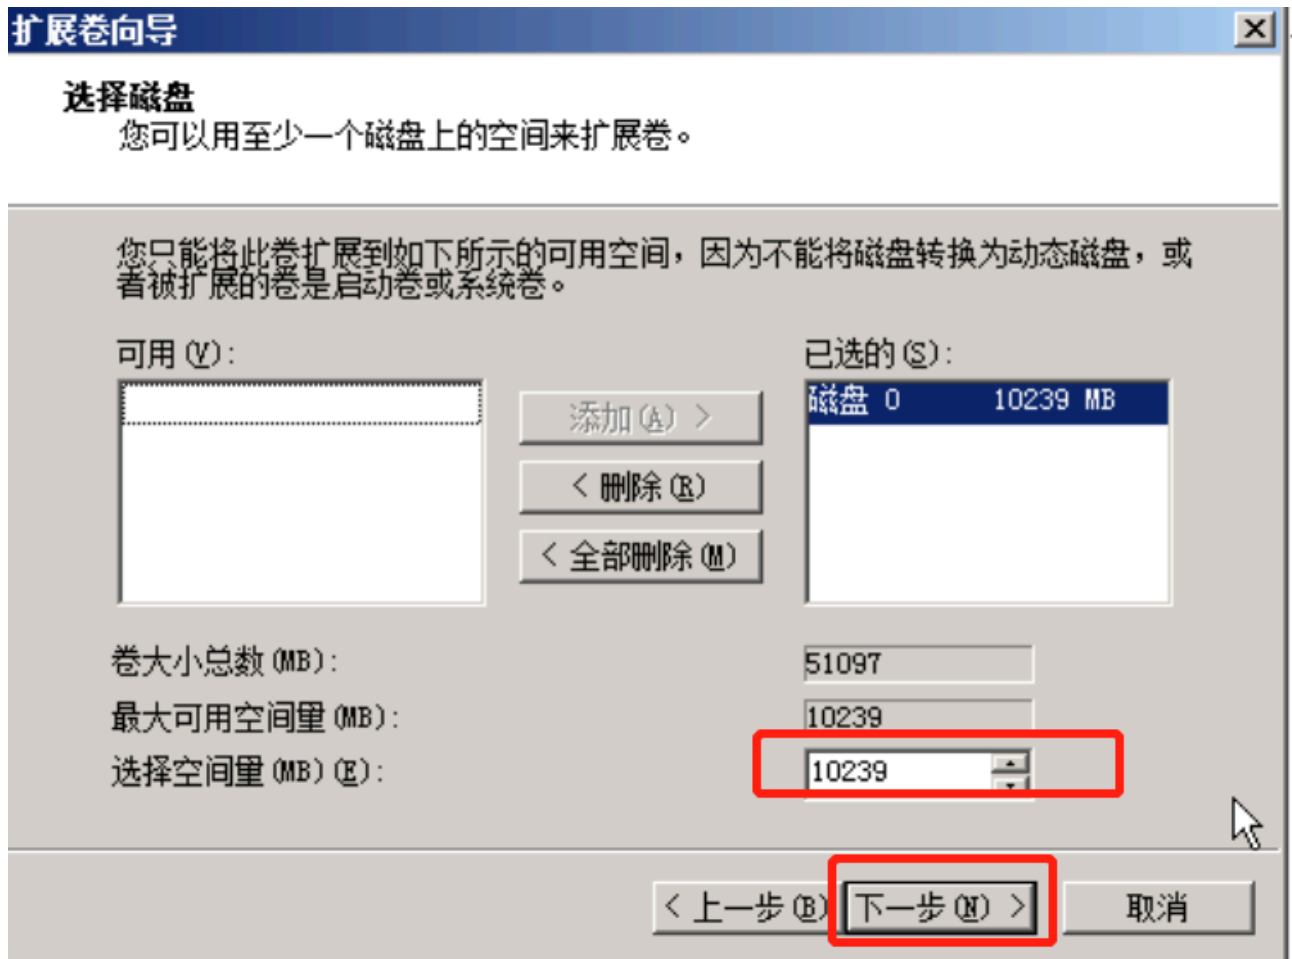 扩展卷向导
选择磁盘
您可以用至少一个磁盘上的空间来扩展卷。
您只能将此卷扩展到如下所示的可用空间，因为不能将磁盘转换为动态磁盘，或
者被扩展的卷是启动卷或系统卷。
可用(V):
已选的(S):
添加(A) >
磁盘 0 10239 MB
< 删除(R)
< 全部删除(M)
卷大小总数(MB): 51097
最大可用空间量(MB): 10239
选择空间量(MB)(E): 10239
< 上一步(B) 下一步(N) > 取消